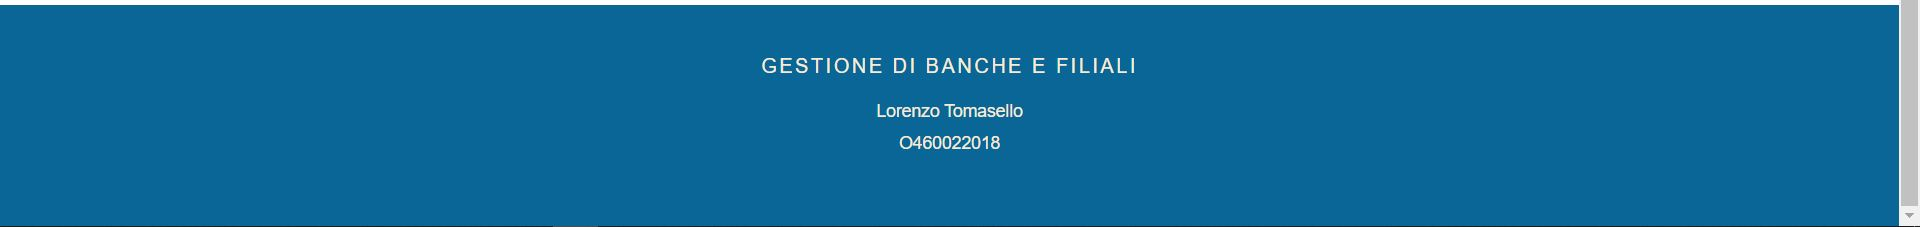 GESTIONE DI BANCHE E FILIALI
Lorenzo Tomasello
O460022018